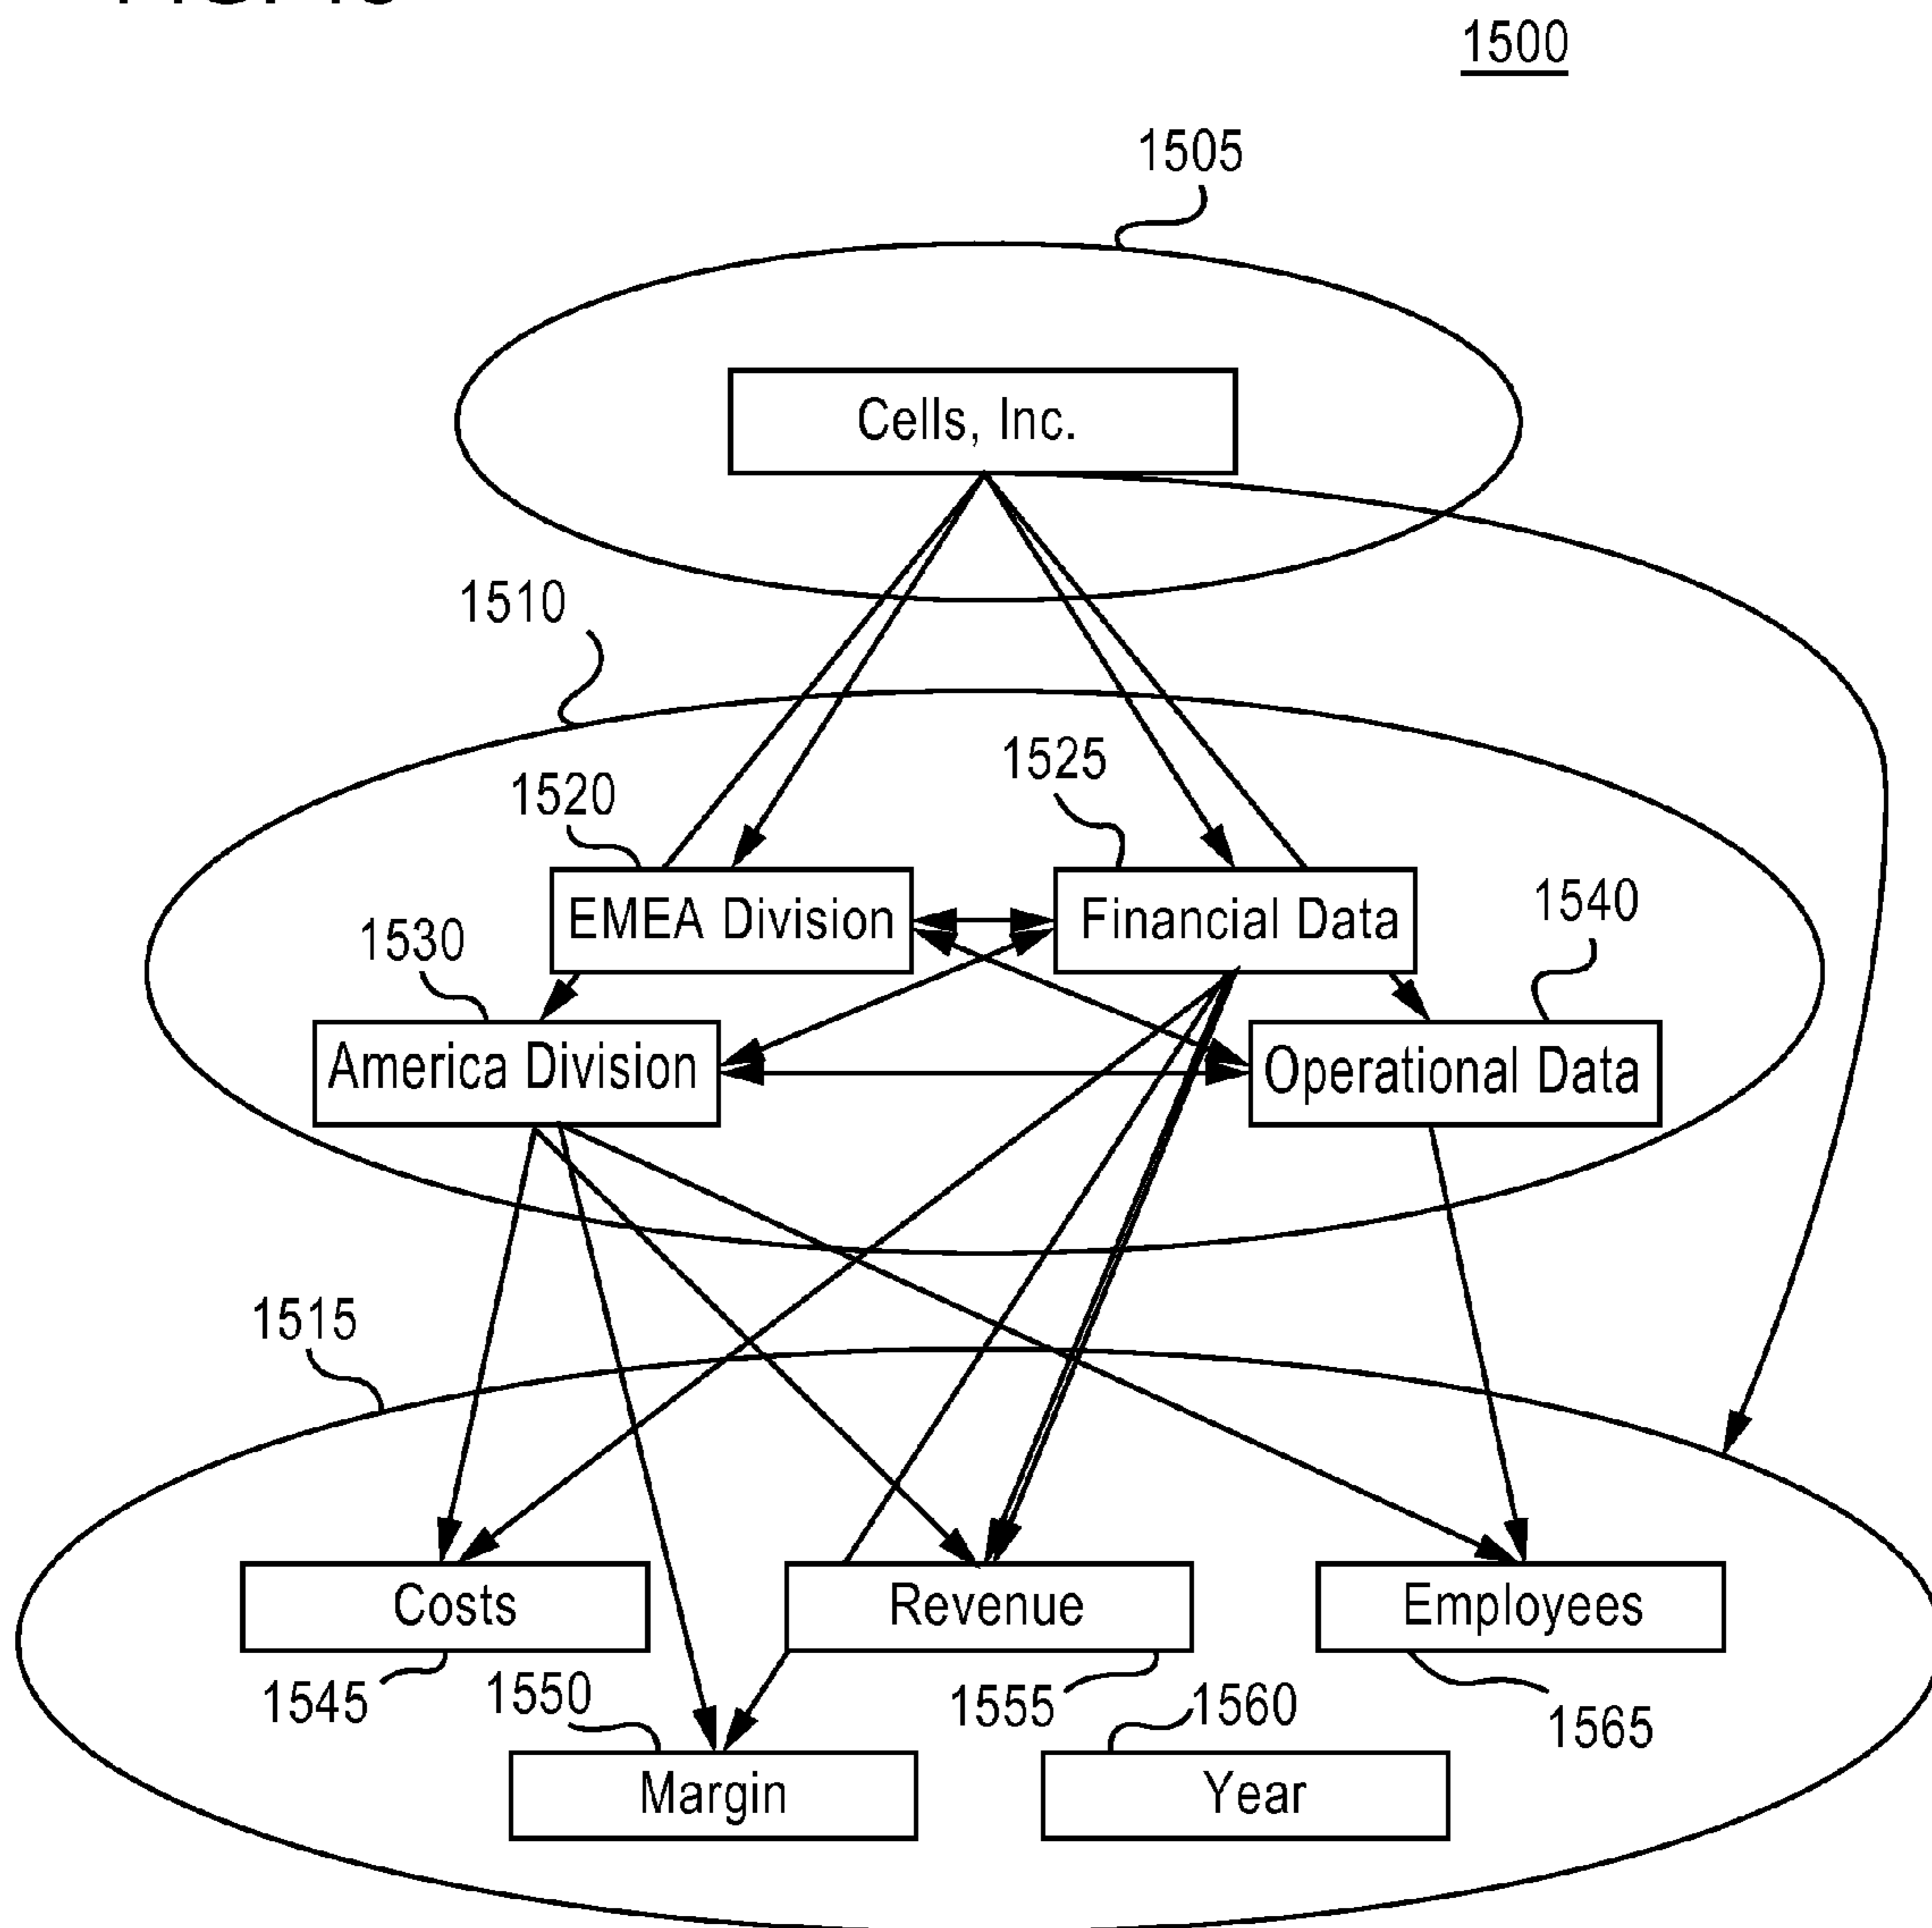 1500
1505
Cells, Inc.
1510
1525
1520
1540
EMEA Division
Financial Data
1530
America Division
Operational Data
1515
Costs
Revenue
Employees
1545
1550
1555
1560
1565
Margin
Year